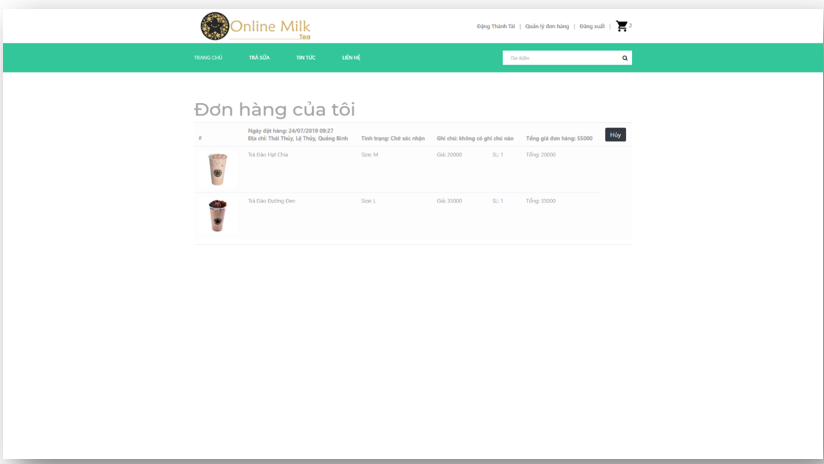 Online Milk
Tea
Đặng Thành Tài | Quản lý đơn hàng | Đăng xuất | 3
TRANG CHỦ TRÀ SỮA TIN TỨC LIÊN HỆ Tìm kiếm
Đơn hàng của tôi
# Ngày đặt hàng: 24/07/2019 09:27
Địa chỉ: Thái Thủy, Lệ Thủy, Quảng Bình Tình trạng: Chờ xác nhận Ghi chú: không có ghi chú nào Tổng giá đơn hàng: 55000 Hủy
Trà Đào Hạt Chia Size: M Giá: 20000 SL: 1 Tổng: 20000
Trà Đào Đường Đen Size: L Giá: 35000 SL: 1 Tổng: 35000